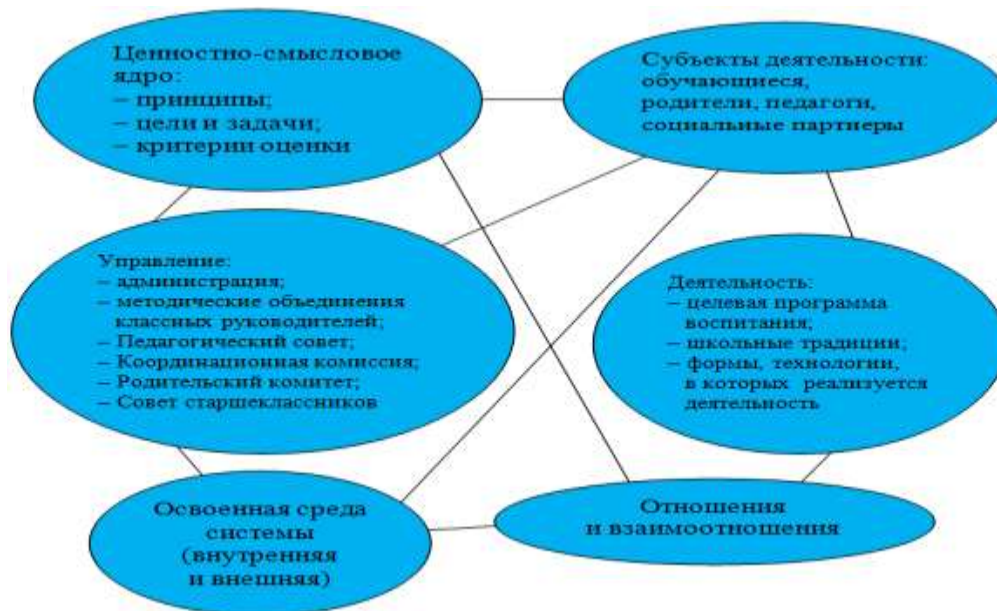 Ценностно-смысловое
ядро:
– принципы;
– цели и задачи;
– критерии оценки
Субъекты деятельности:
обучающиеся,
родители, педагоги,
социальные партнеры
Управление:
– администрация;
– методические объединения
классных руководителей;
– Педагогический совет;
– Координационная комиссия;
– Родительский комитет;
– Совет старшеклассников
Деятельность:
– целевая программа
воспитания;
– школьные традиции;
– формы, технологии,
в которых реализуется
деятельность
Освоенная среда
системы
(внутренняя
и внешняя)
Отношения
и взаимоотношения